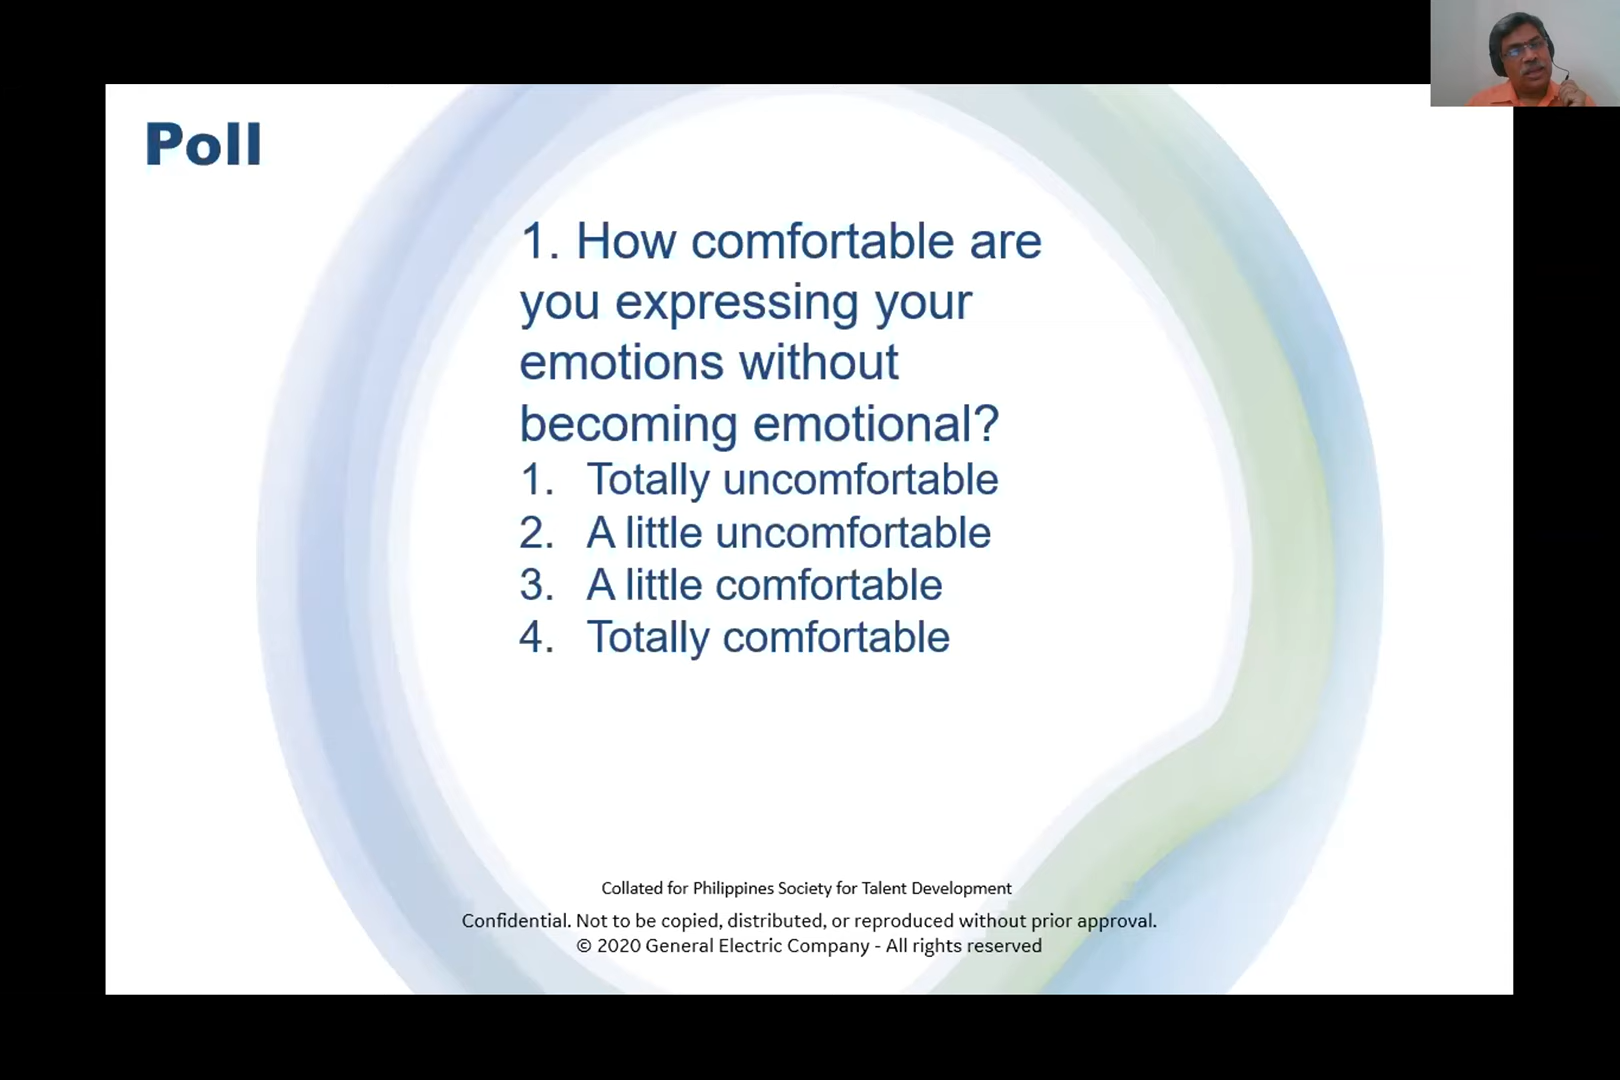 Poll
1. How comfortable are
you expressing your
emotions without
becoming emotional?
1. Totally uncomfortable
2. A little uncomfortable
3. A little comfortable
4. Totally comfortable
Collated for Philippines Society for Talent Development
Confidential. Not to be copied, distributed, or reproduced without prior approval.
© 2020 General Electric Company - All rights reserved